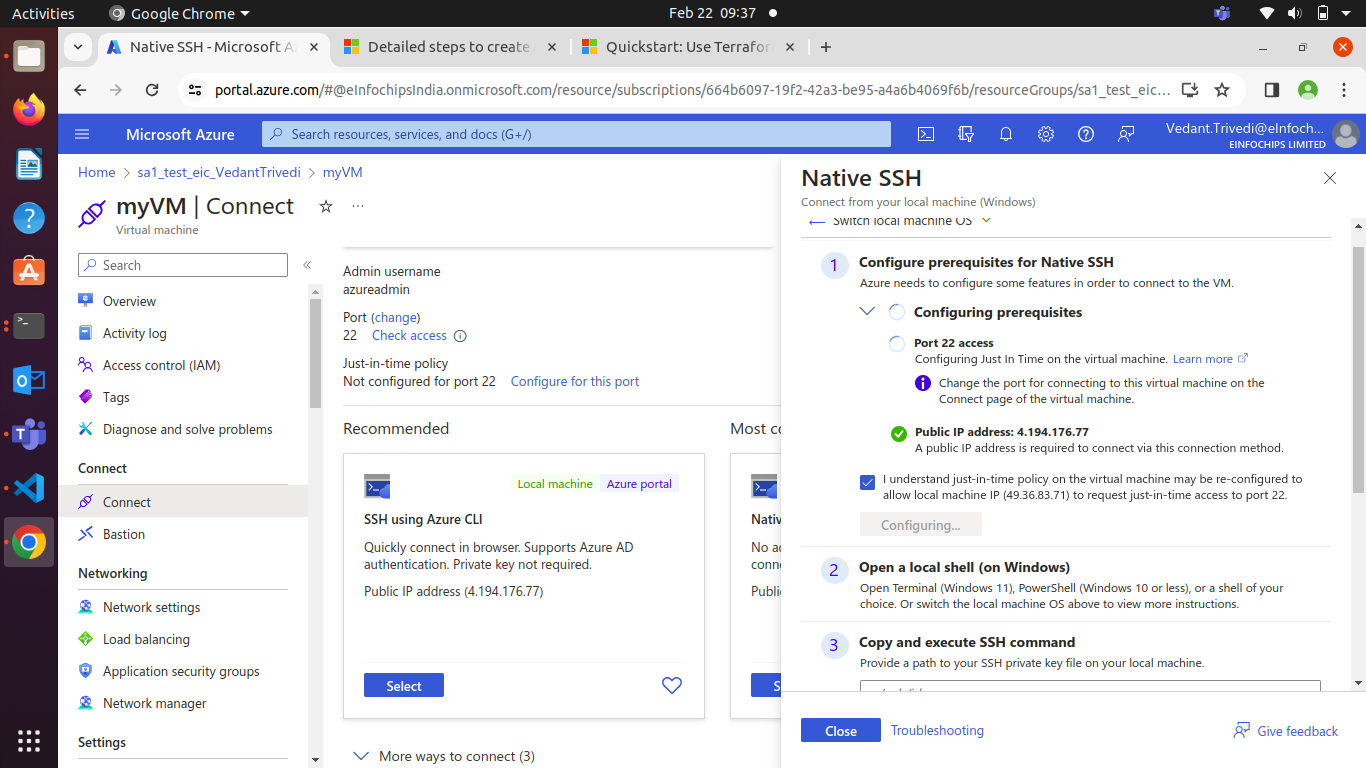 Activities
Google Chrome
Feb 22 09:37
Native SSH - Microsoft A
Detailed steps to create
Quickstart: Use Terrafor
portal.azure.com/#@eInfochipsIndia.onmicrosoft.com/resource/subscriptions/664b6097-19f2-42a3-be95-a4a6b4069f6b/resourceGroups/sa1_test_eic_...
Microsoft Azure
Search resources, services, and docs (G+/)
Vedant.Trivedi@eInfoch...
EINFOCHIPS LIMITED
Home > sa1_test_eic_VedantTrivedi > myVM
myVM | Connect
Virtual machine
Search
Overview
Activity log
Access control (IAM)
Tags
Diagnose and solve problems
Connect
Connect
Bastion
Networking
Network settings
Load balancing
Application security groups
Network manager
Settings
Admin username
azureadmin
Port (change)
22 Check access
Just-in-time policy
Not configured for port 22 Configure for this port
Recommended
Local machine Azure portal
SSH using Azure CLI
Quickly connect in browser. Supports Azure AD
authentication. Private key not required.
Public IP address (4.194.176.77)
Select
More ways to connect (3)
Native SSH
Connect from your local machine (Windows)
Switch local machine OS
1 Configure prerequisites for Native SSH
Azure needs to configure some features in order to connect to the VM.
Configuring prerequisites
Port 22 access
Configuring Just In Time on the virtual machine. Learn more
Change the port for connecting to this virtual machine on the
Connect page of the virtual machine.
Public IP address: 4.194.176.77
A public IP address is required to connect via this connection method.
I understand just-in-time policy on the virtual machine may be re-configured to
allow local machine IP (49.36.83.71) to request just-in-time access to port 22.
Configuring...
2 Open a local shell (on Windows)
Open Terminal (Windows 11), PowerShell (Windows 10 or less), or a shell of your
choice. Or switch the local machine OS above to view more instructions.
3 Copy and execute SSH command
Provide a path to your SSH private key file on your local machine.
Close
Troubleshooting
Give feedback